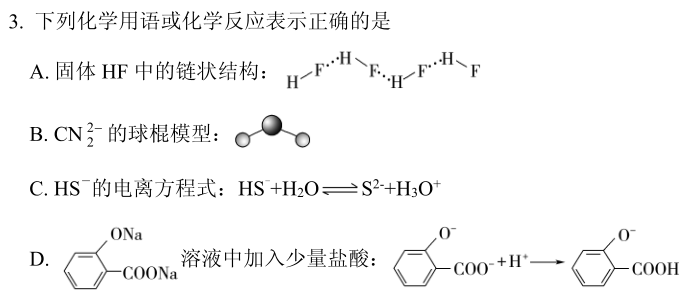 3. 下列化学用语或化学反应表示正确的是
A. 固体 HF 中的链状结构： H F H F H F H F
B. CN₂²⁻ 的球棍模型：
C. HS⁻的电离方程式：HS⁻+H₂O⇌S²⁻+H₃O⁺
D. ONa COONa 溶液中加入少量盐酸： O⁻ COO⁻ +H⁺→ O⁻ COOH